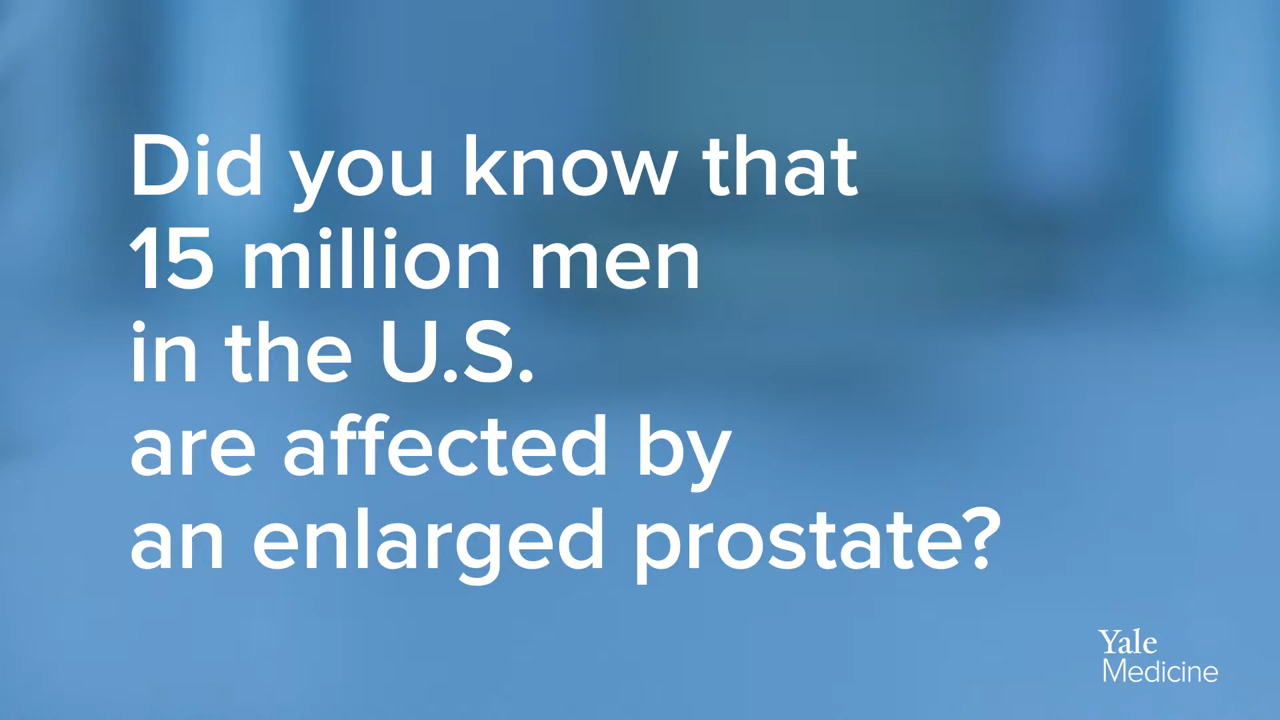 Did you know that
15 million men
in the U.S.
are affected by
an enlarged prostate?
Yale
Medicine